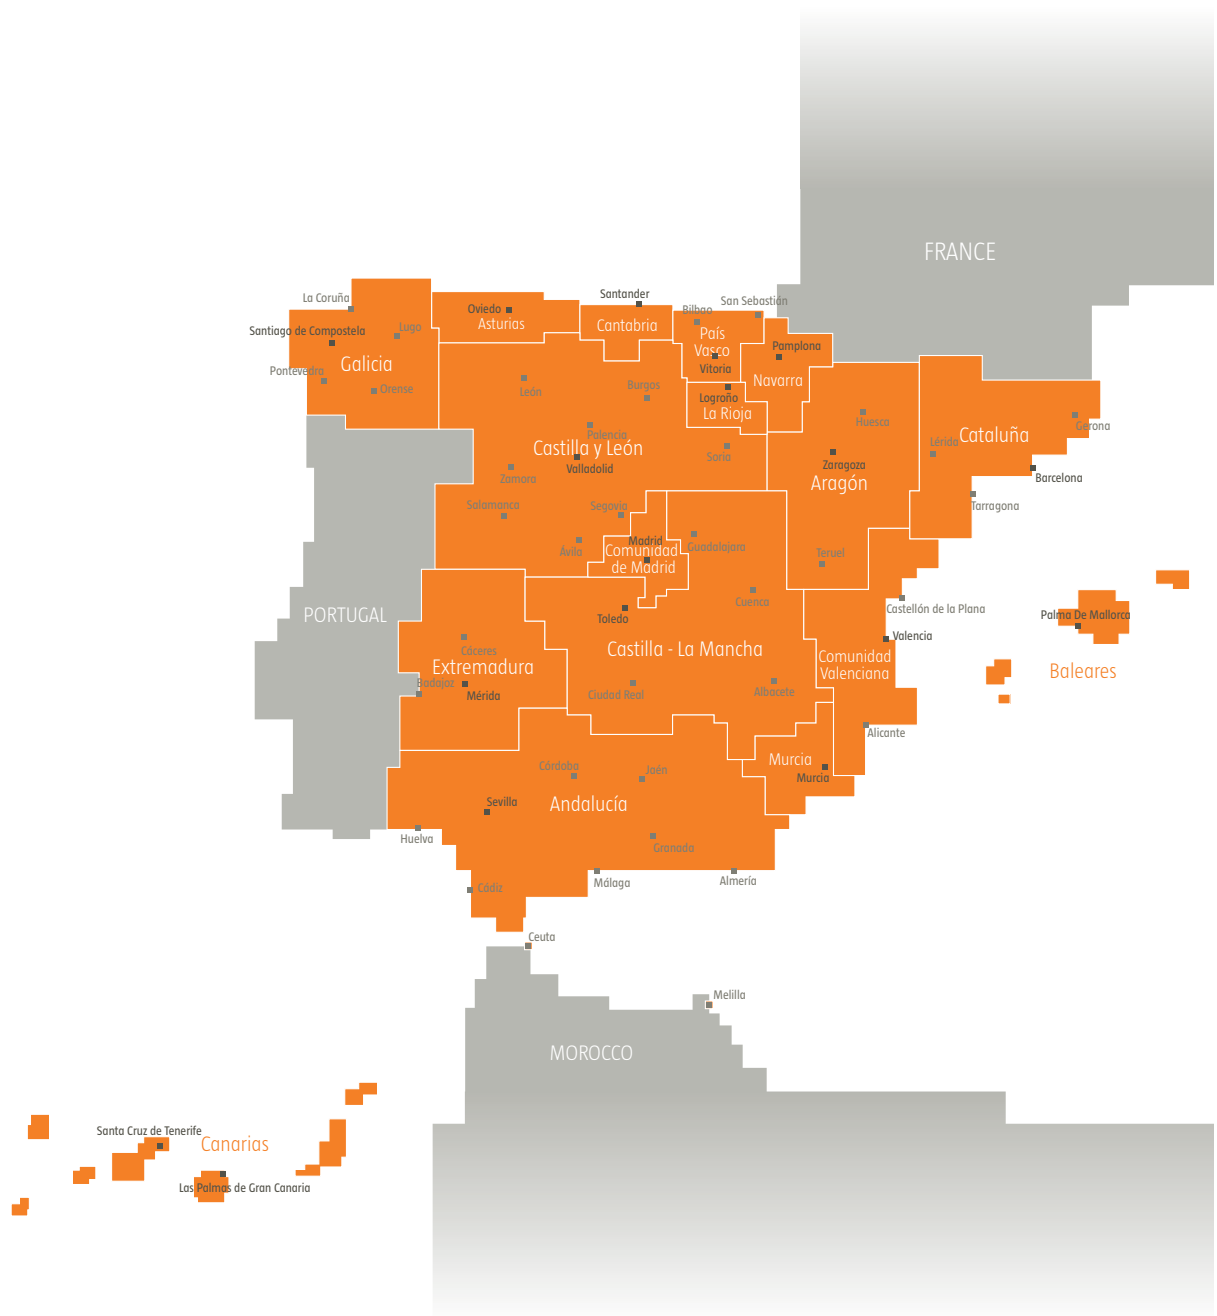 FRANCE
La Coruña
Santander
San Sebastián
Oviedo
Bilbao
Asturias
Cantabria
Santiago de Compostela
Lugo
País
Vasco
Pamplona
Galicia
Vitoria
Pontevedra
Orense
Navarra
León
Burgos
Logroño
La Rioja
Huesca
Gerona
Palencia
Cataluña
Lérida
Castilla y León
Soria
Valladolid
Zaragoza
Zamora
Barcelona
Aragón
Salamanca
Segovia
Tarragona
Madrid
Guadalajara
Ávila
Comunidad
de Madrid
Teruel
Cuenca
Castellón de la Plana
PORTUGAL
Toledo
Palma De Mallorca
Valencia
Cáceres
Castilla - La Mancha
Comunidad
Valenciana
Extremadura
Baleares
Badajoz
Mérida
Ciudad Real
Albacete
Alicante
Murcia
Córdoba
Jaén
Murcia
Sevilla
Andalucía
Huelva
Granada
Málaga
Almería
Cádiz
Ceuta
Melilla
MOROCCO
Santa Cruz de Tenerife
Canarias
Las Palmas de Gran Canaria